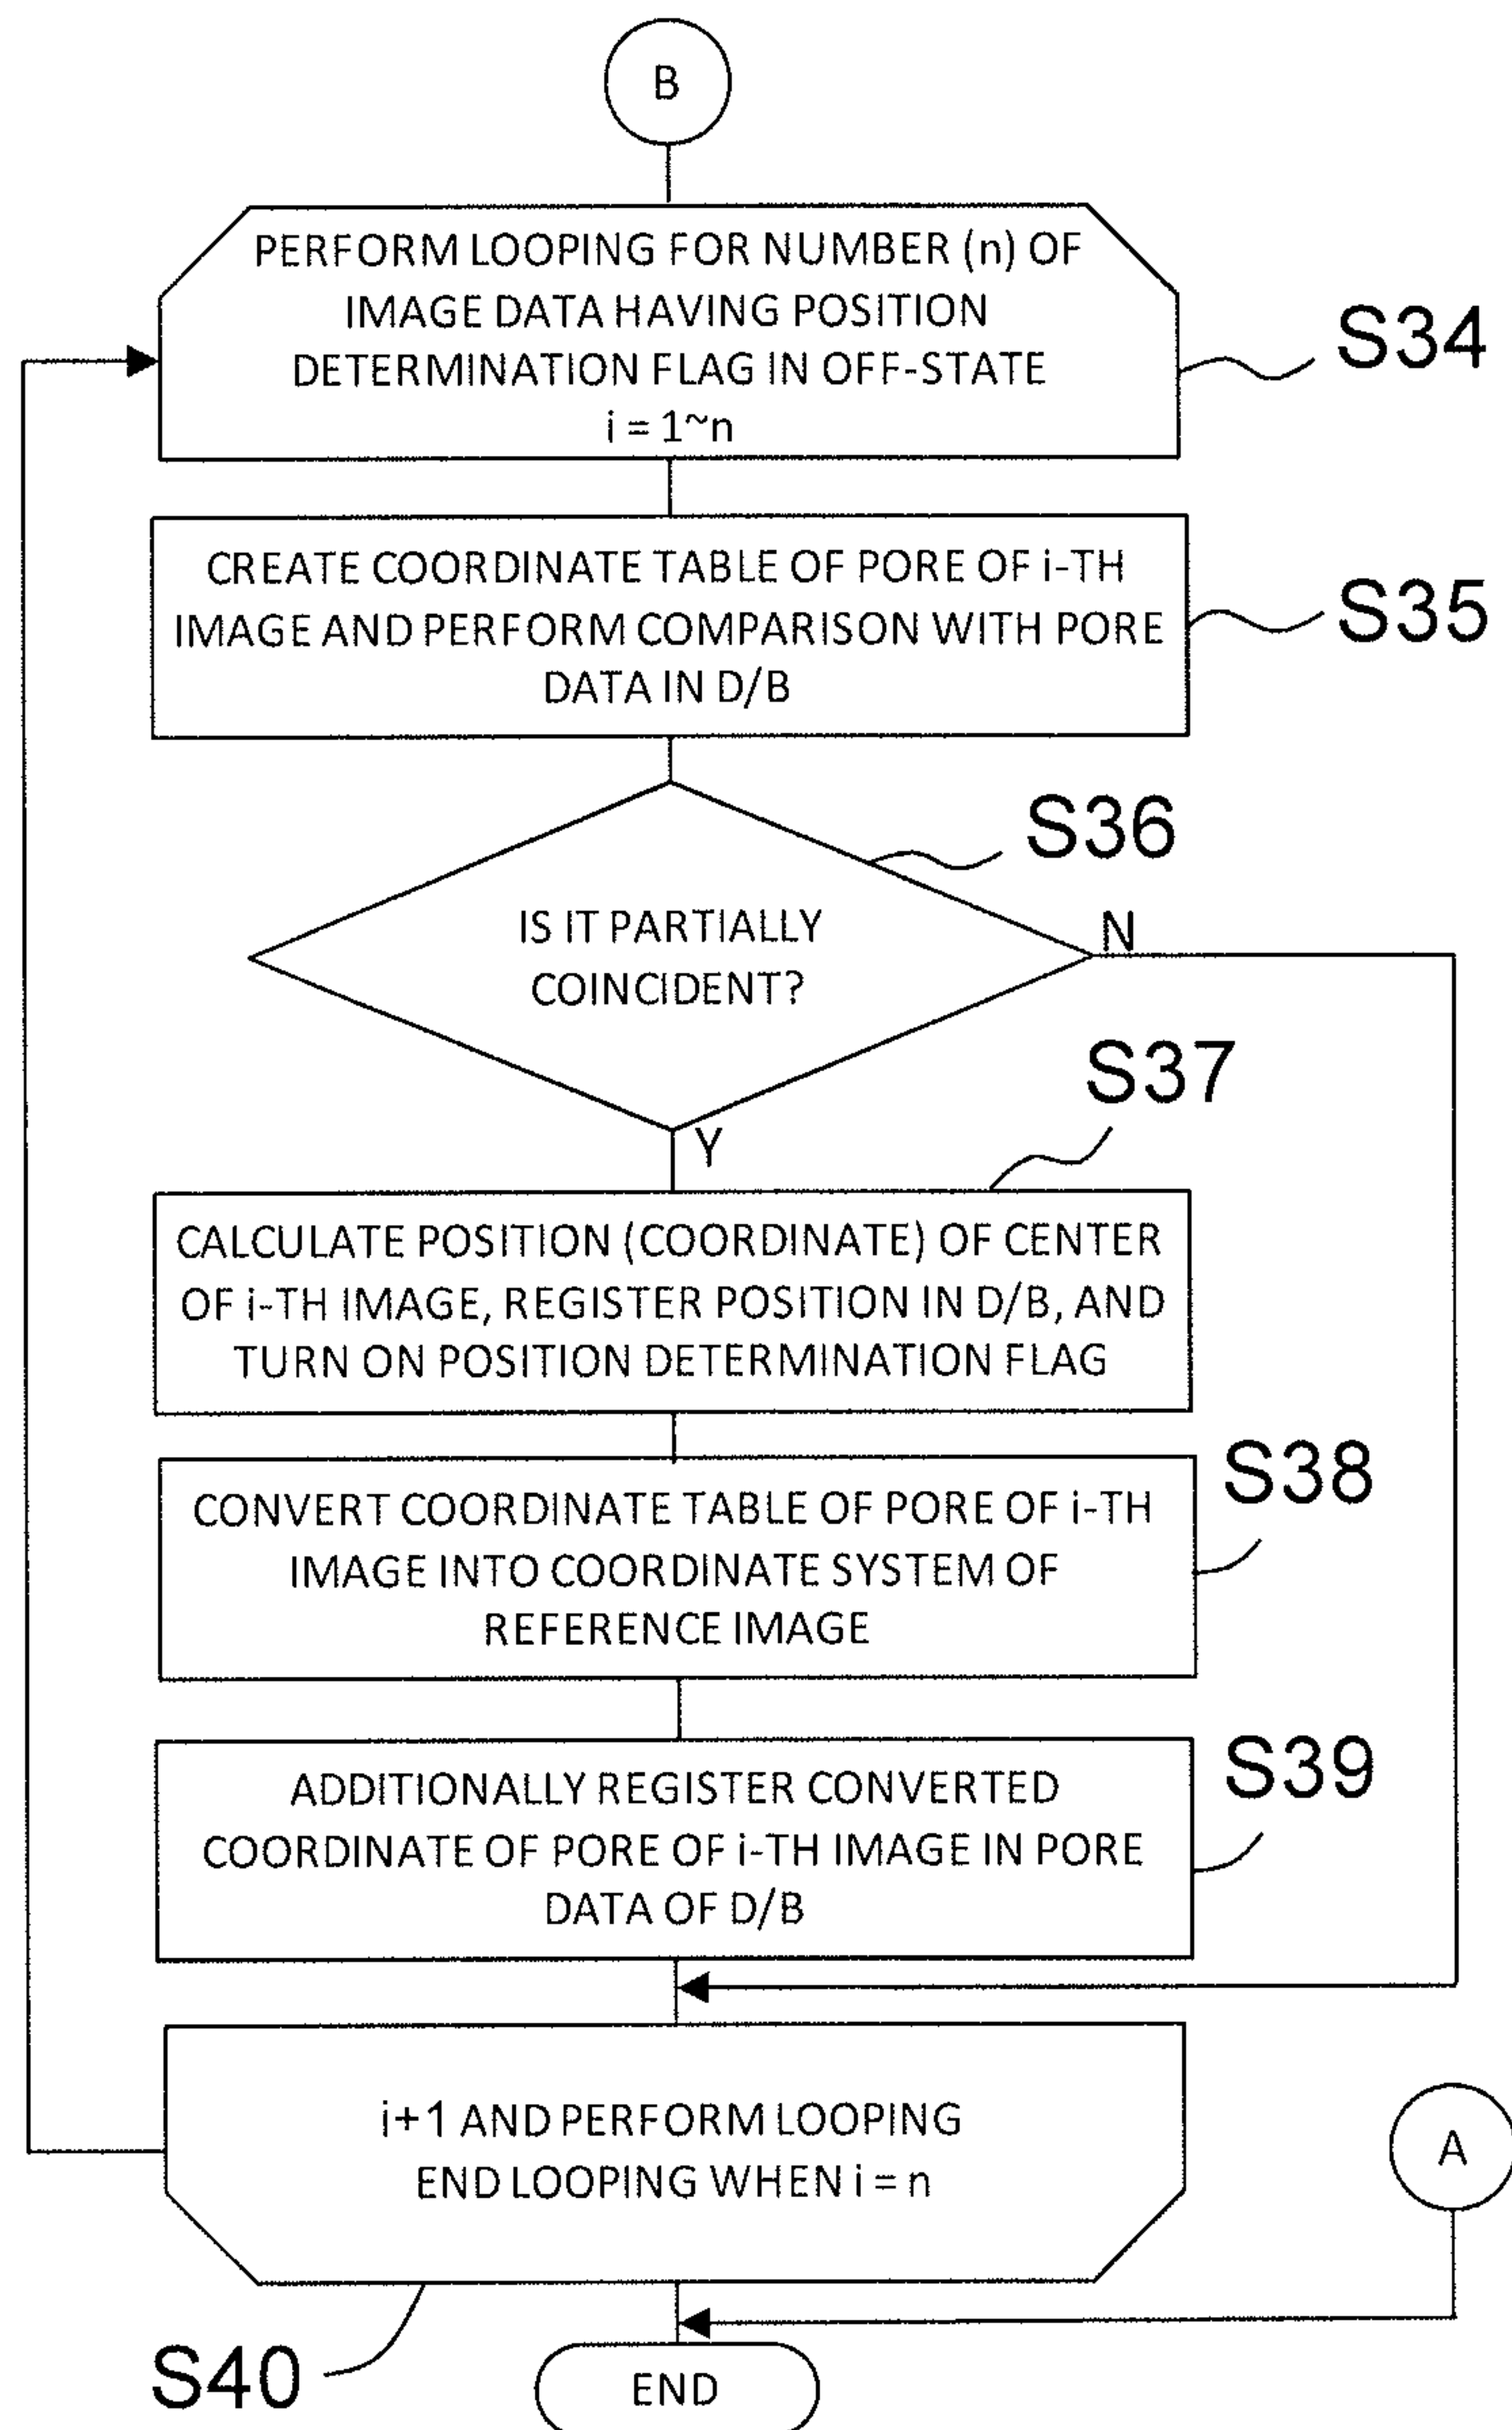 B
PERFORM LOOPING FOR NUMBER (n) OF
IMAGE DATA HAVING POSITION
DETERMINATION FLAG IN OFF-STATE
i = 1~n
S34
CREATE COORDINATE TABLE OF PORE OF i-TH
IMAGE AND PERFORM COMPARISON WITH PORE
DATA IN D/B
S35
S36
IS IT PARTIALLY
COINCIDENT?
N
Y
S37
CALCULATE POSITION (COORDINATE) OF CENTER
OF i-TH IMAGE, REGISTER POSITION IN D/B, AND
TURN ON POSITION DETERMINATION FLAG
S38
CONVERT COORDINATE TABLE OF PORE OF i-TH
IMAGE INTO COORDINATE SYSTEM OF
REFERENCE IMAGE
S39
ADDITIONALLY REGISTER CONVERTED
COORDINATE OF PORE OF i-TH IMAGE IN PORE
DATA OF D/B
i+1 AND PERFORM LOOPING
END LOOPING WHEN i = n
A
S40
END